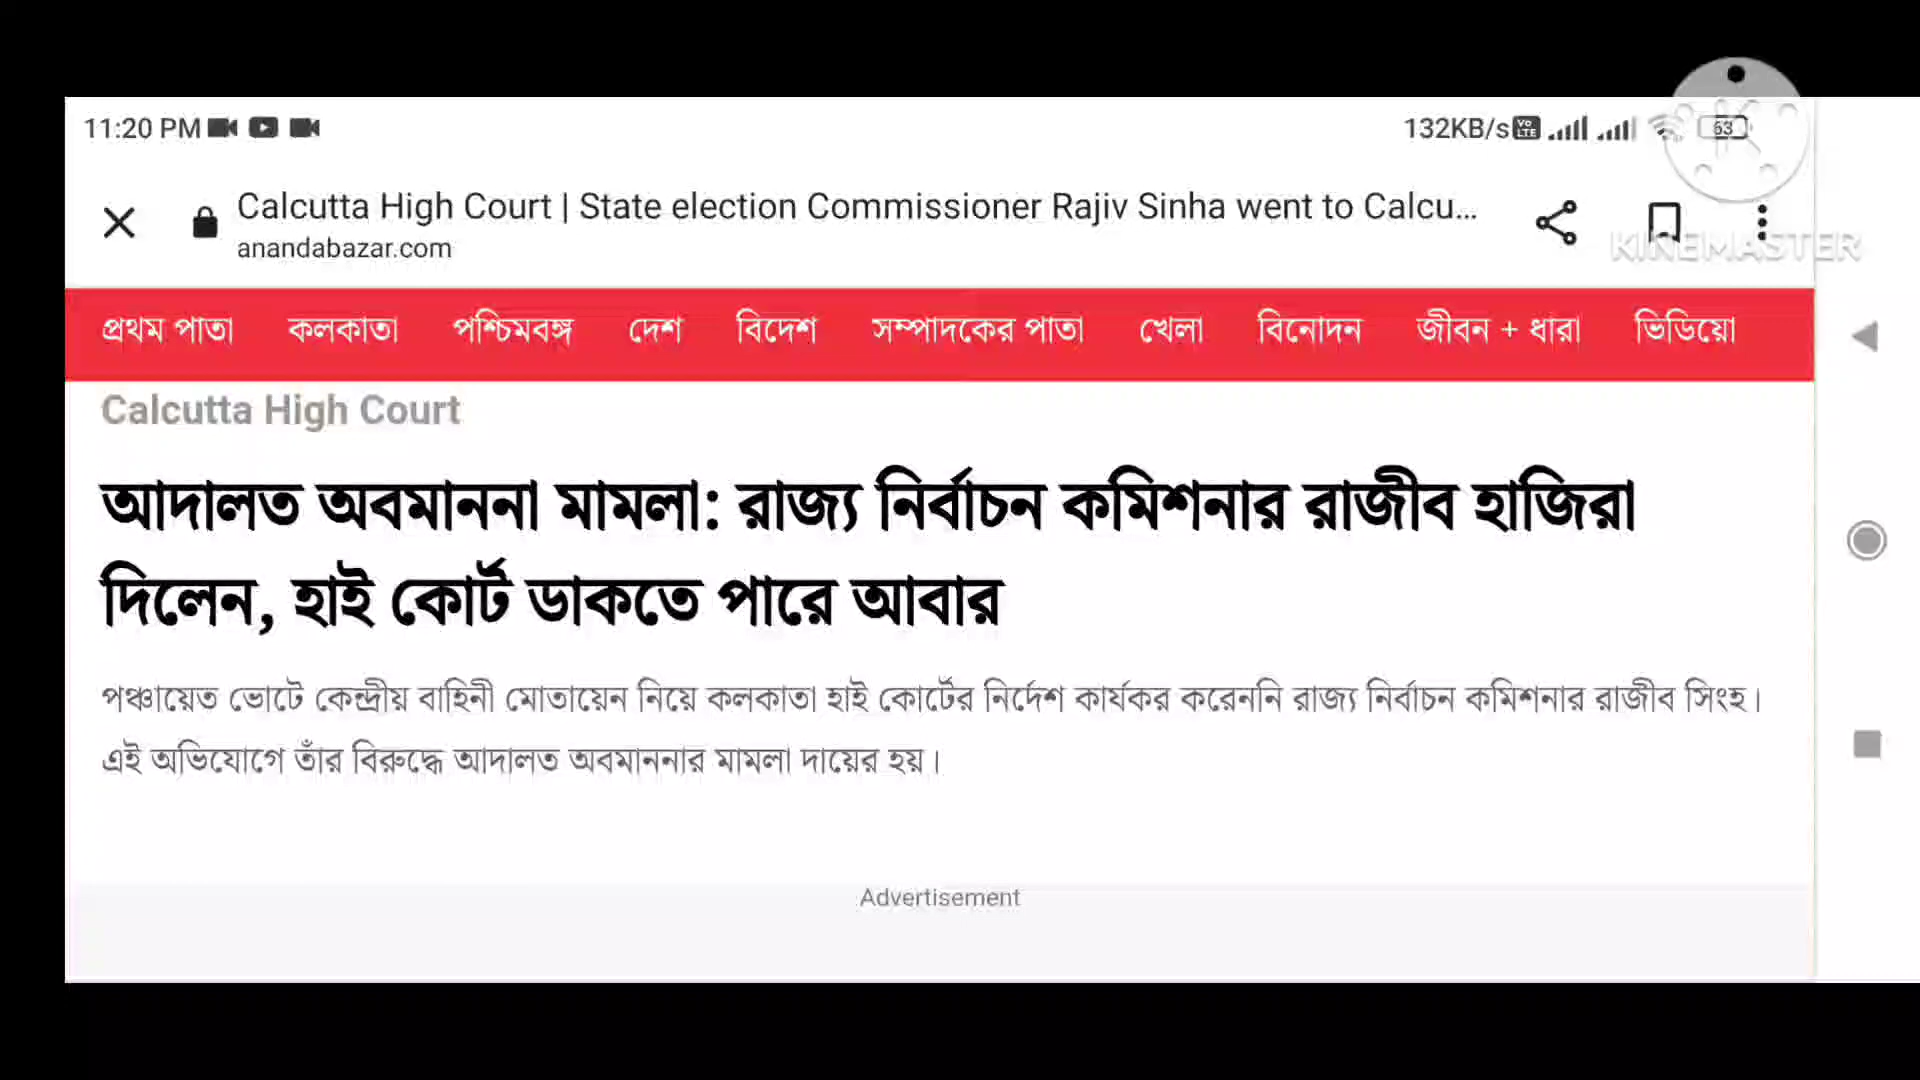 11:20 PM
132KB/s Vo LTE 63
Calcutta High Court | State election Commissioner Rajiv Sinha went to Calcu...
anandabazar.com
KINEMASTER
প্রথম পাতা কলকাতা পশ্চিমবঙ্গ দেশ বিদেশ সম্পাদকের পাতা খেলা বিনোদন জীবন + ধারা ভিডিয়ো
Calcutta High Court
আদালত অবমাননা মামলা: রাজ্য নির্বাচন কমিশনার রাজীব হাজিরা
দিলেন, হাই কোর্ট ডাকতে পারে আবার
পঞ্চায়েত ভোটে কেন্দ্রীয় বাহিনী মোতায়েন নিয়ে কলকাতা হাই কোর্টের নির্দেশ কার্যকর করেননি রাজ্য নির্বাচন কমিশনার রাজীব সিংহ।
এই অভিযোগে তাঁর বিরুদ্ধে আদালত অবমাননার মামলা দায়ের হয়।
Advertisement